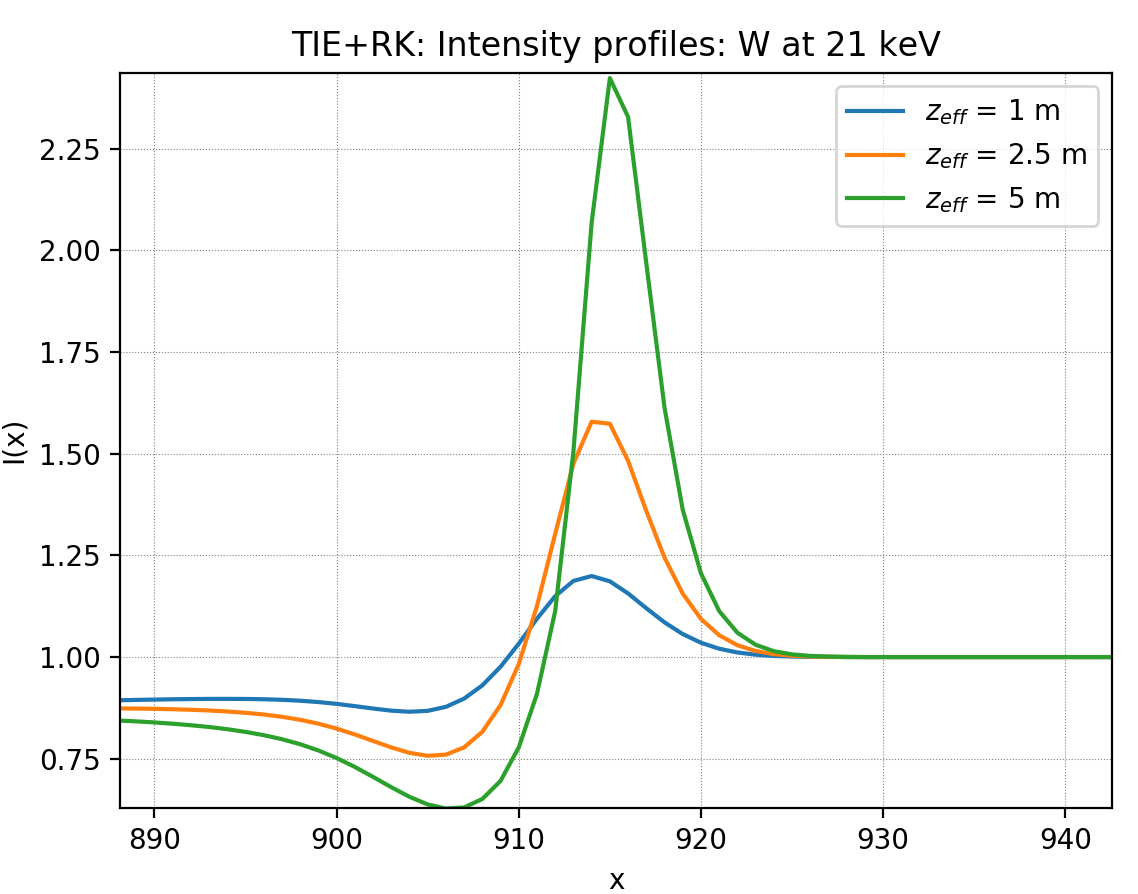 TIE+RK: Intensity profiles: W at 21 keV
z_eff = 1 m
z_eff = 2.5 m
z_eff = 5 m
I(x)
2.25
2.00
1.75
1.50
1.25
1.00
0.75
890 900 910 920 930 940
x